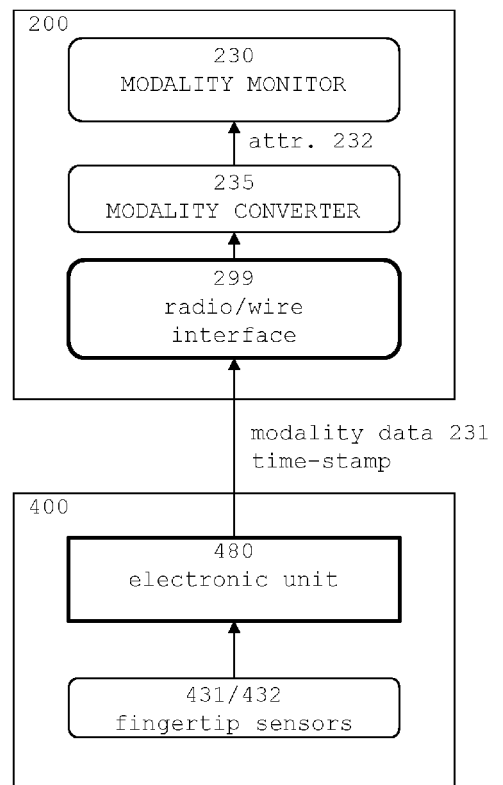 200
230
MODALITY MONITOR
attr. 232
235
MODALITY CONVERTER
299
radio/wire
interface
modality data 231
time-stamp
400
480
electronic unit
431/432
fingertip sensors